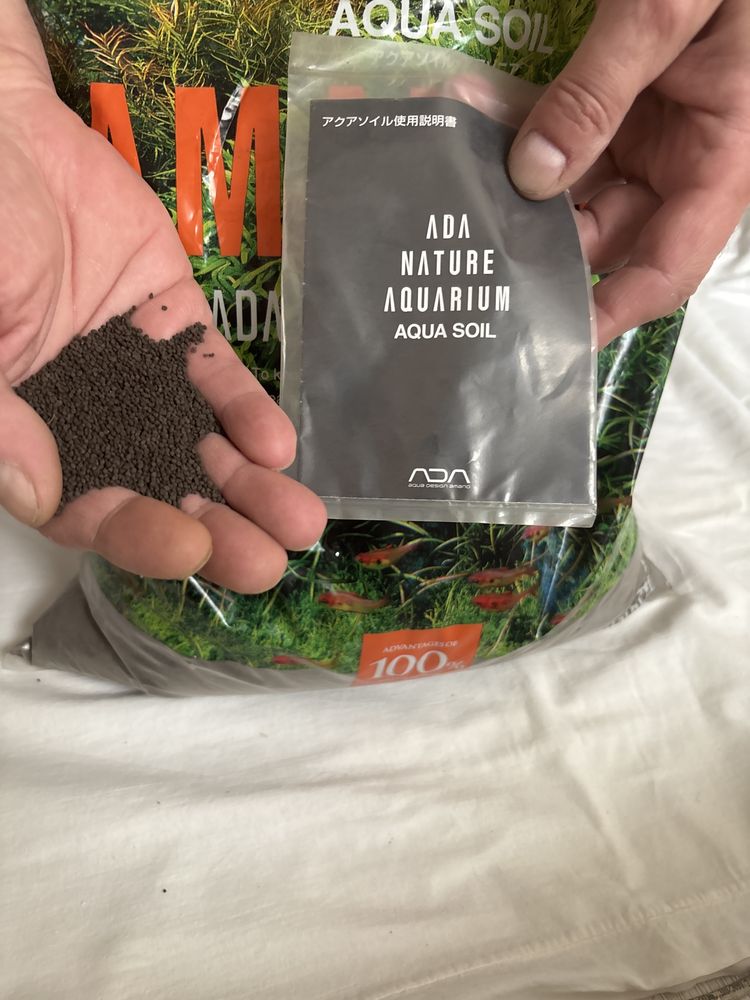 AQUA SOIL
アクアソイル使用説明書
ADA
NATURE
AQUARIUM
AQUA SOIL
ADA
aqua design amano
ADA
ADVANTAGES OF
100%